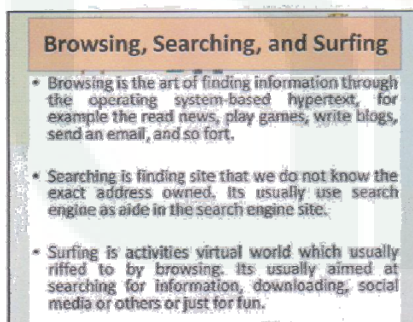 Browsing, Searching, and Surfing
• Browsing is the art of finding information through
the operating system-based hypertext, for
example the read news, play games, write blogs,
send an email, and so fort.
• Searching is finding site that we do not know the
exact address owned. Its usually use search
engine as aide in the search engine site.
• Surfing is activities virtual world which usually
riffed to by browsing. Its usually aimed at
searching for information, downloading, social
media or others or just for fun.